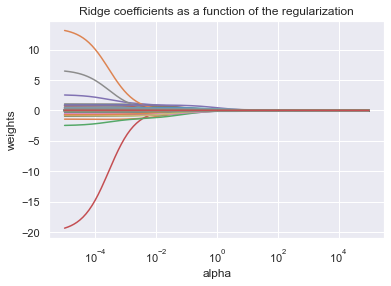 Ridge coefficients as a function of the regularization
10
5
0
−5
−10
−15
−20
weights
10⁻⁴ 10⁻² 10⁰ 10² 10⁴
alpha